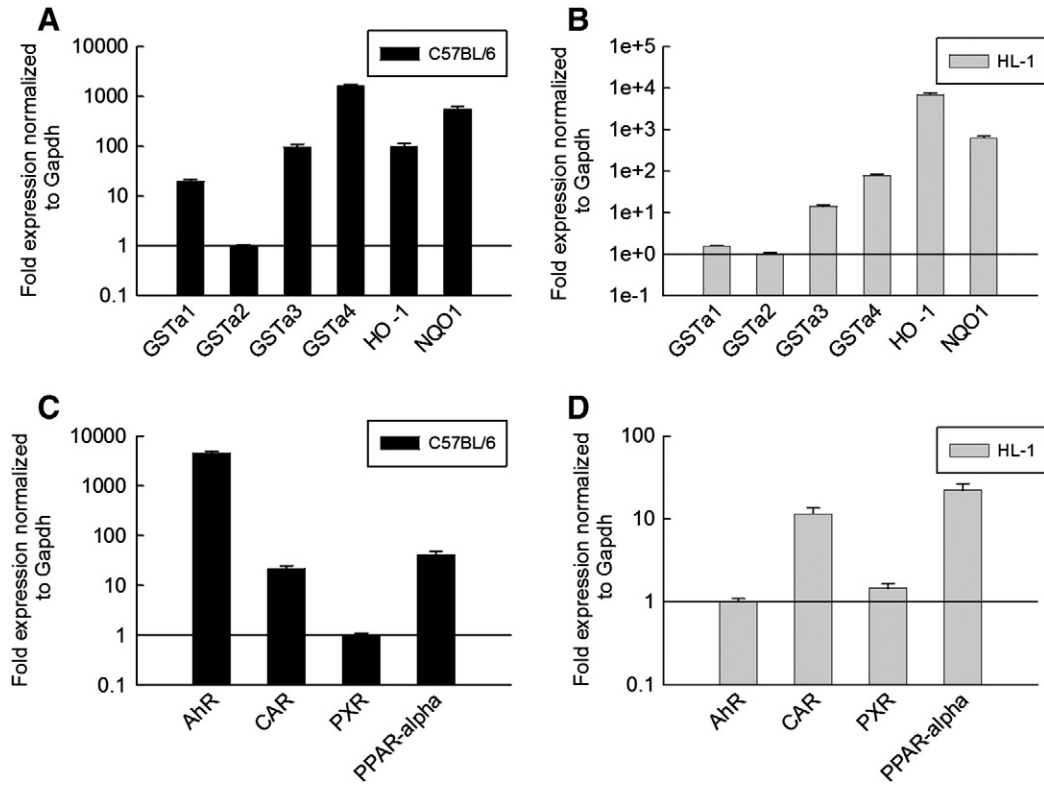 A
C57BL/6
Fold expression normalized
to Gapdh
10000
1000
100
10
1
0.1
GSTa1
GSTa2
GSTa3
GSTa4
HO -1
NQO1
B
HL-1
Fold expression normalized
to Gapdh
1e+5
1e+4
1e+3
1e+2
1e+1
1e+0
1e-1
GSTa1
GSTa2
GSTa3
GSTa4
HO -1
NQO1
C
C57BL/6
Fold expression normalized
to Gapdh
10000
1000
100
10
1
0.1
AhR
CAR
PXR
PPAR-alpha
D
HL-1
Fold expression normalized
to Gapdh
100
10
1
0.1
AhR
CAR
PXR
PPAR-alpha